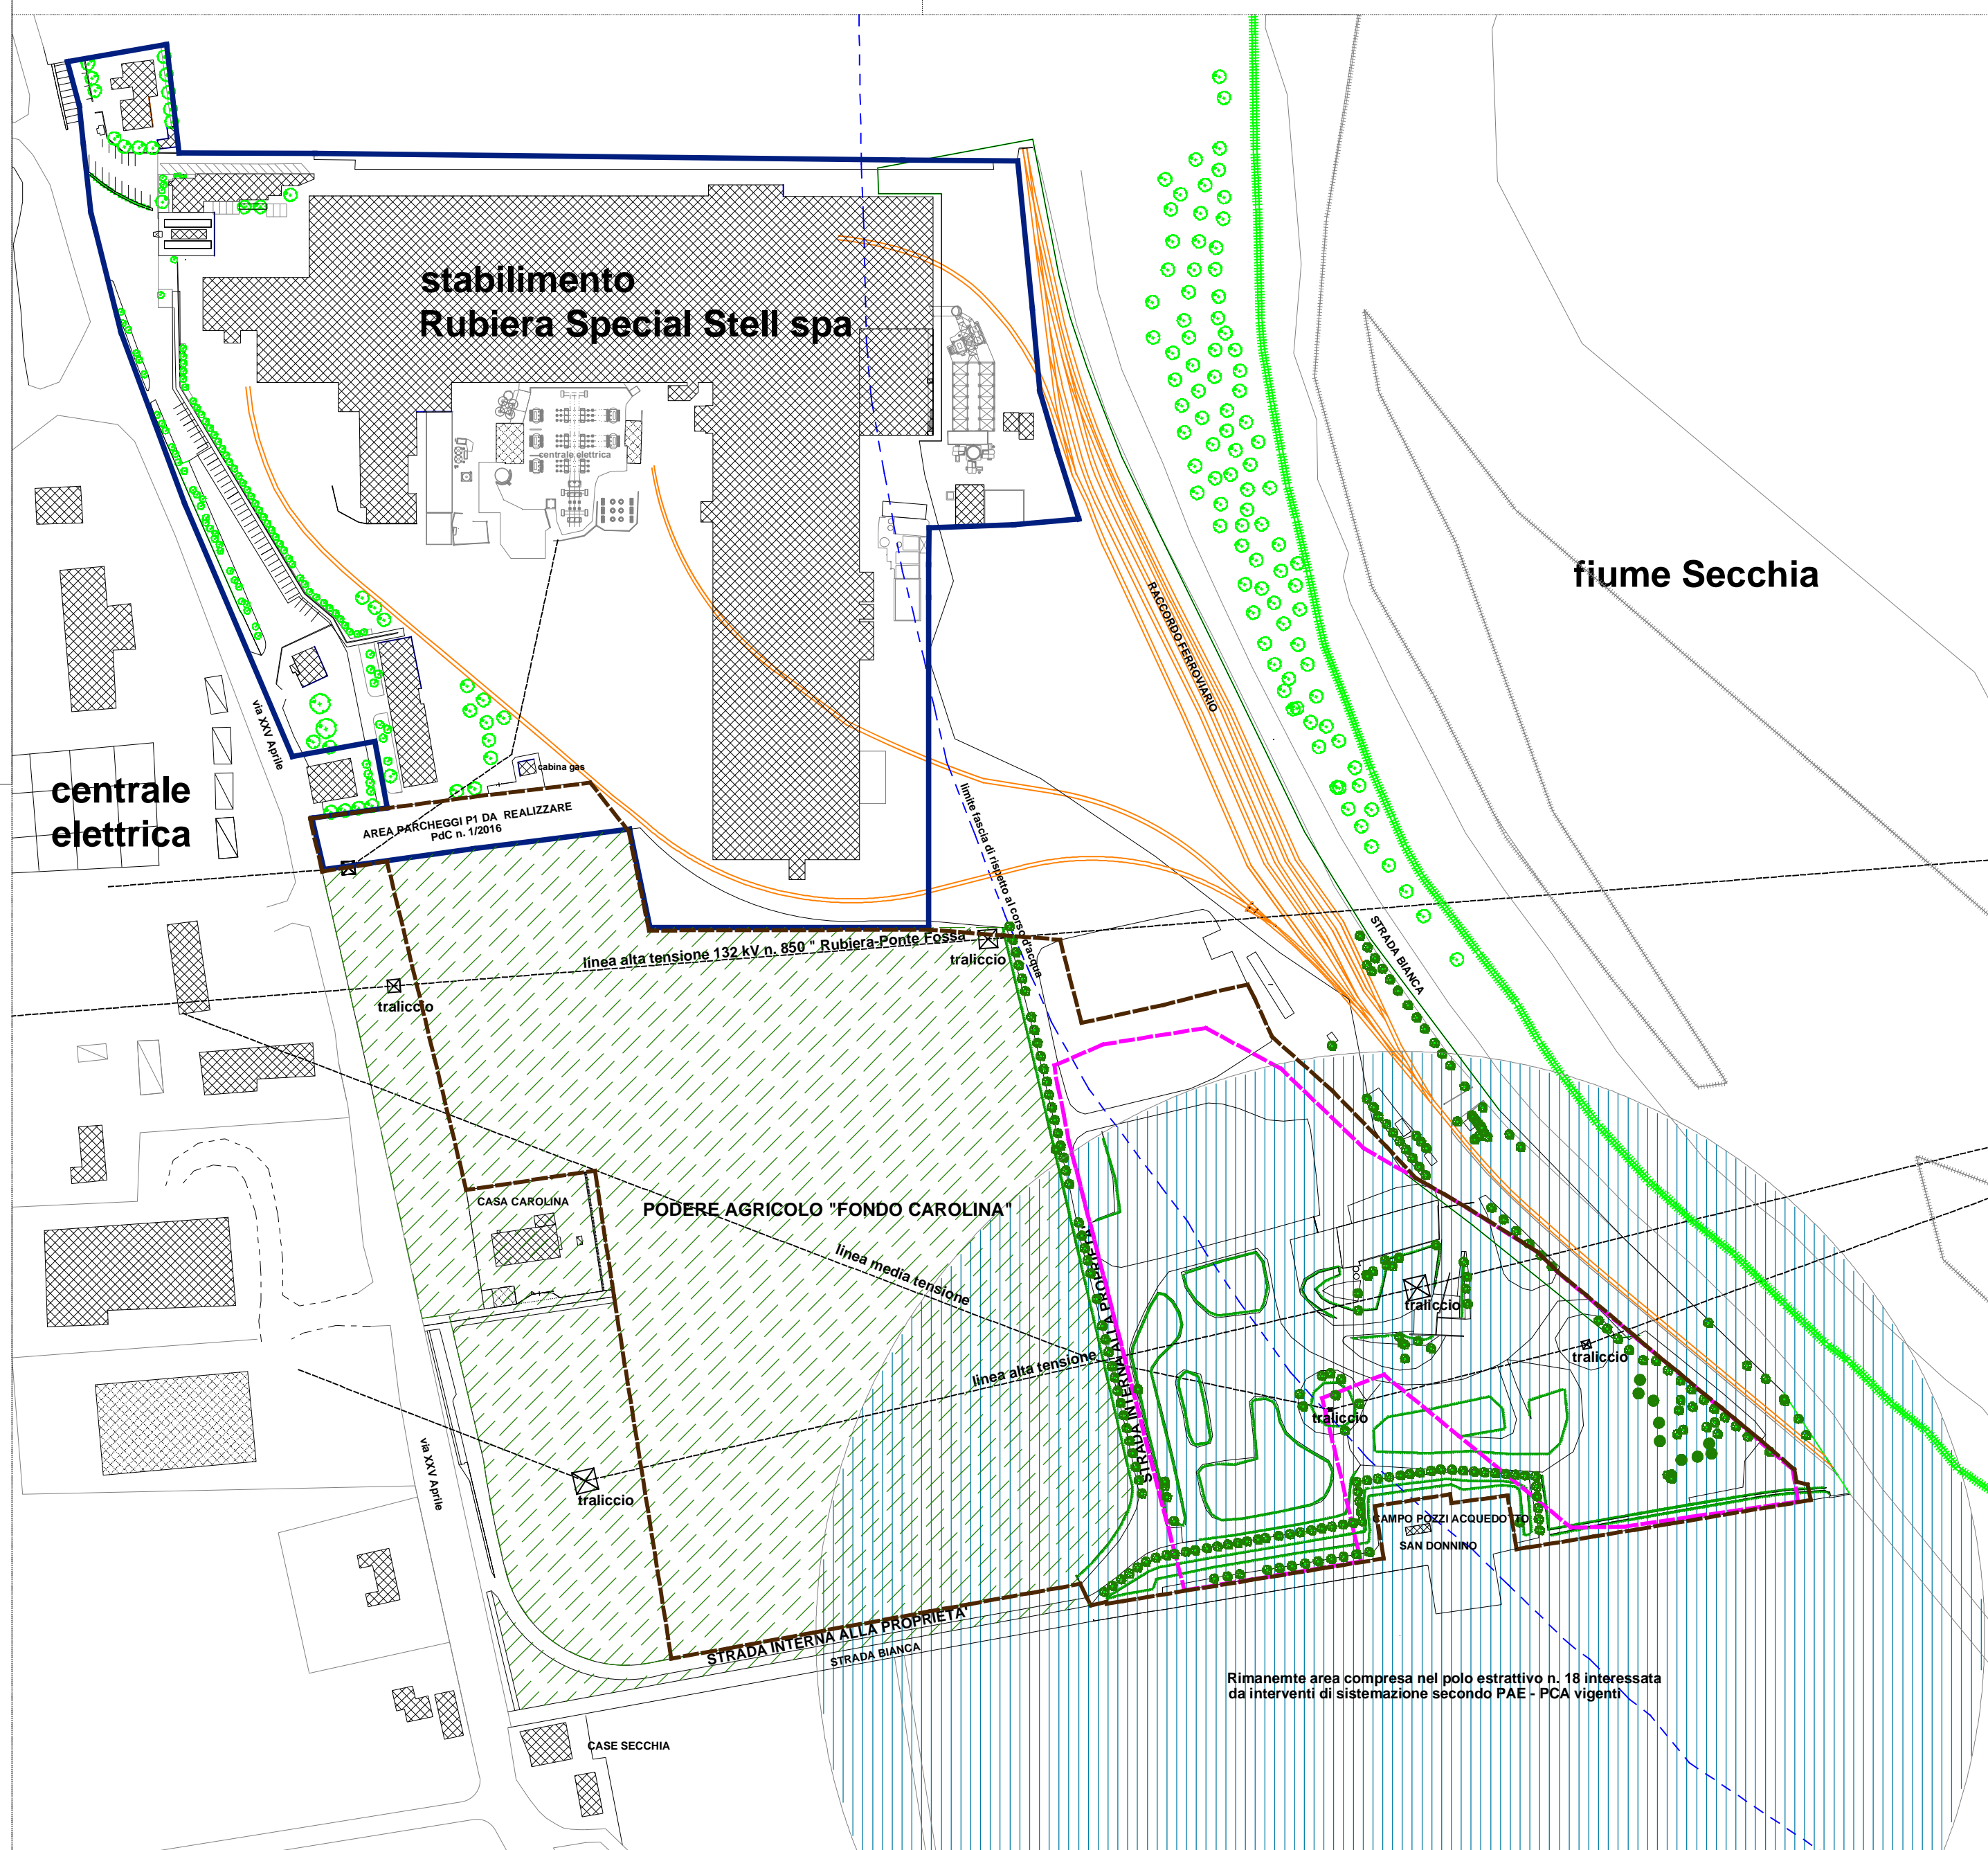 stabilimento
Rubiera Special Stell spa
centrale elettrica
fiume Secchia
RACCORDO FERROVIARIO
via XXV Aprile
centrale
elettrica
cabina gas
AREA PARCHEGGI P1 DA REALIZZARE
PdC n. 1/2016
limite fascia di rispetto al corso d'acqua
STRADA BIANCA
linea alta tensione 132 kV n. 850 " Rubiera-Ponte Fossa"
traliccio
traliccio
CASA CAROLINA
PODERE AGRICOLO "FONDO CAROLINA"
linea media tensione
STRADA INTERNA ALLA PROPRIETA'
traliccio
linea alta tensione
traliccio
traliccio
via XXV Aprile
traliccio
CAMPO POZZI ACQUEDOTTO
SAN DONNINO
STRADA INTERNA ALLA PROPRIETA'
STRADA BIANCA
Rimanemte area compresa nel polo estrattivo n. 18 interessata
da interventi di sistemazione secondo PAE - PCA vigenti
CASE SECCHIA